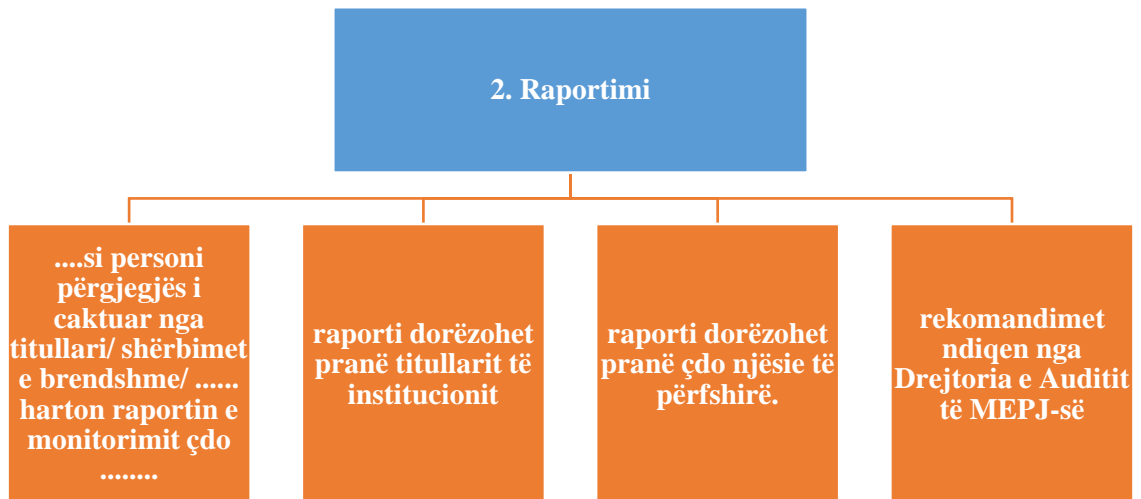 2. Raportimi
....si personi
përgjegjës i
caktuar nga
titullari/ shërbimet
e brendshme/ ......
harton raportin e
monitorimit çdo
........
raporti dorëzohet
pranë titullarit të
institucionit
raporti dorëzohet
pranë çdo njësie të
përfshirë.
rekomandimet
ndiqen nga
Drejtoria e Auditit
të MEPJ-së